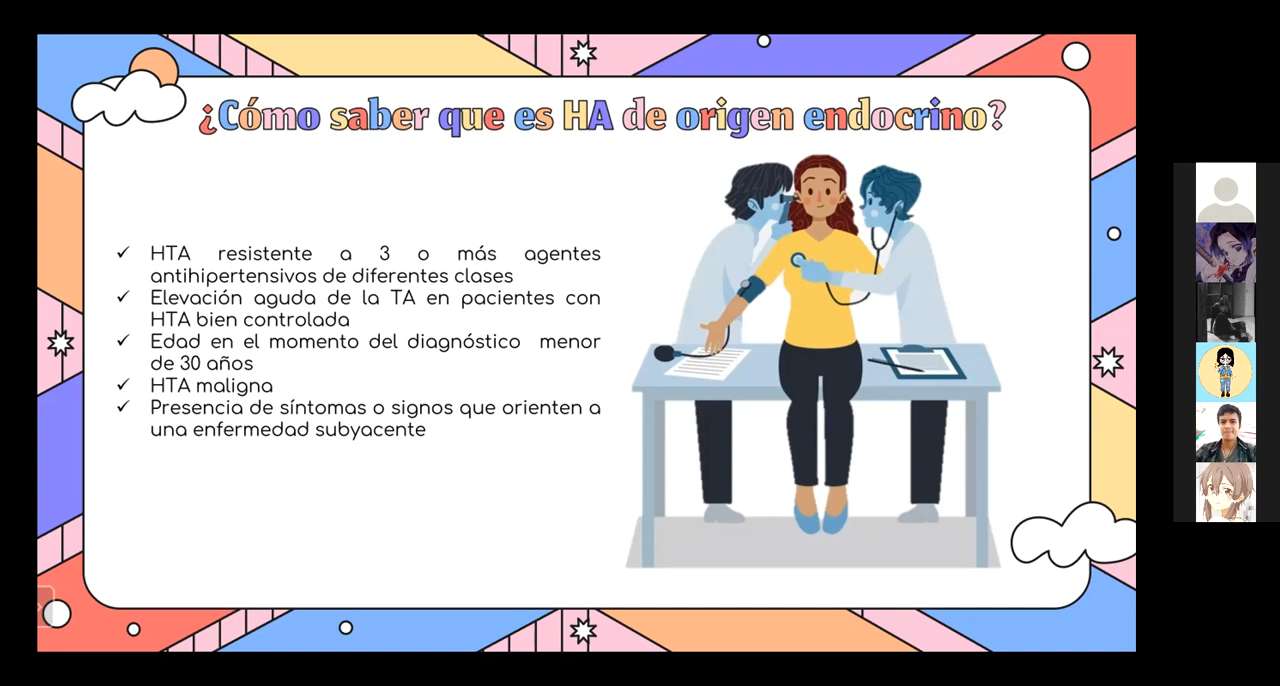 ¿Cómo saber que es HA de origen endocrino?
✓ HTA resistente a 3 o más agentes
antihipertensivos de diferentes clases
✓ Elevación aguda de la TA en pacientes con
HTA bien controlada
✓ Edad en el momento del diagnóstico menor
de 30 años
✓ HTA maligna
✓ Presencia de síntomas o signos que orienten a
una enfermedad subyacente